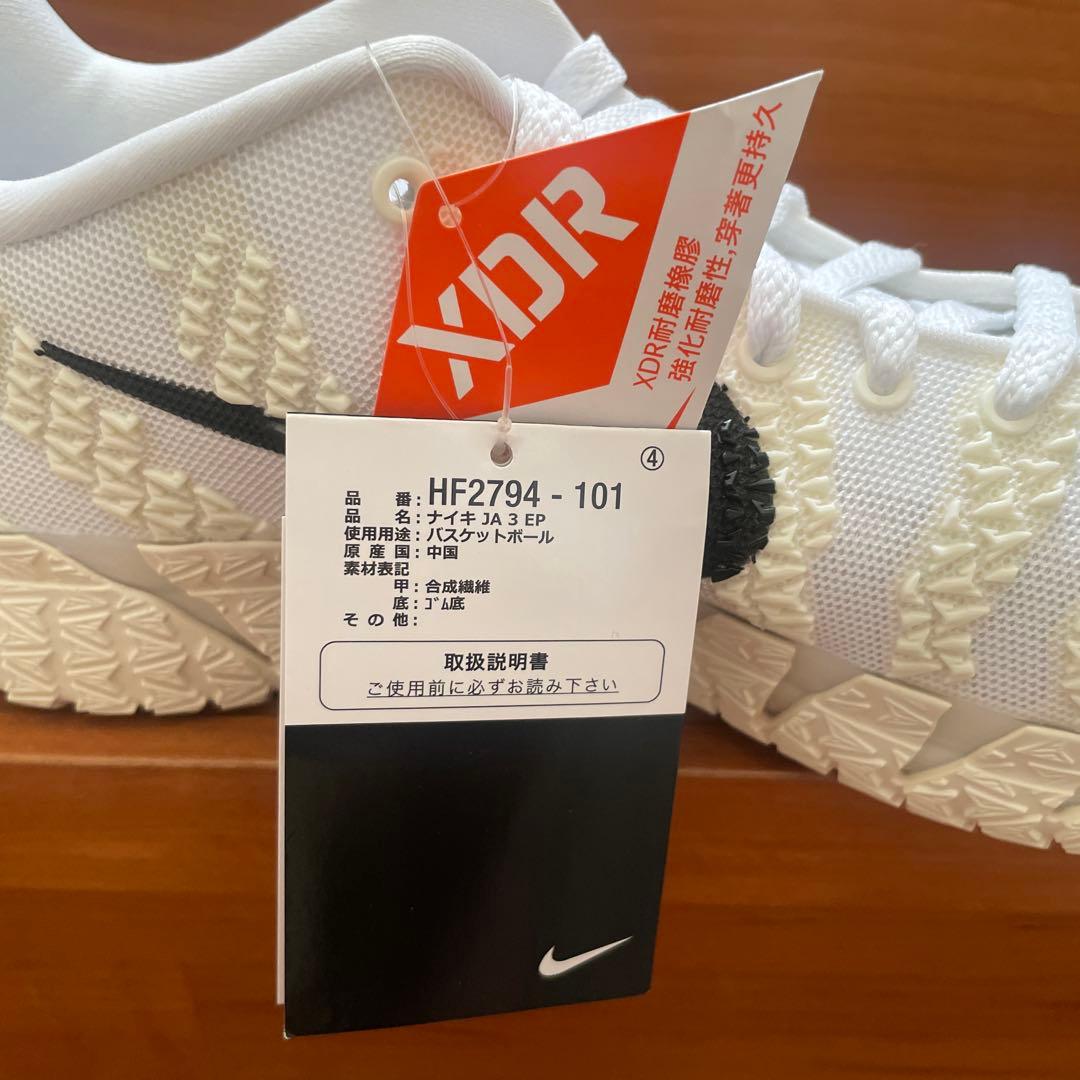 XDR
XDR耐磨橡膠
強化耐磨性,穿著更持久
④
品 番 : HF2794 - 101
品 名 : ナイキ JA 3 EP
使用用途 : バスケットボール
原 産 国 : 中国
素材表記
甲 : 合成繊維
底 : ｺﾞﾑ底
そ の 他 :
取扱説明書
ご使用前に必ずお読み下さい